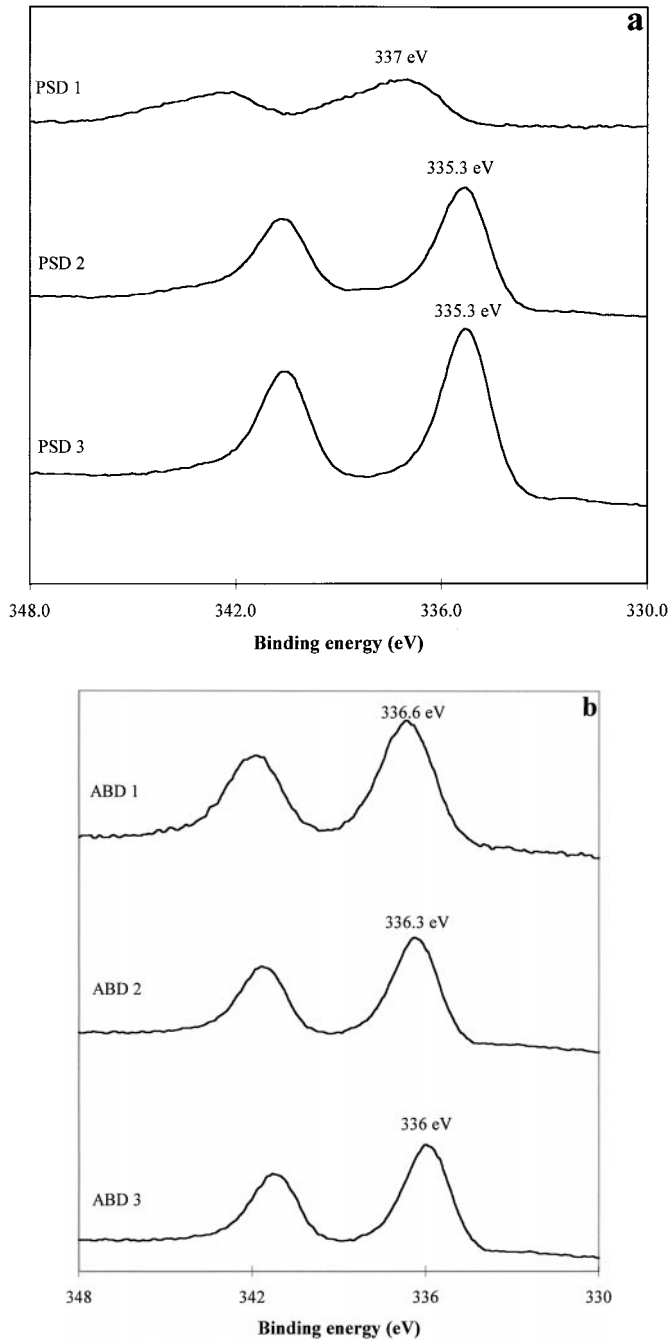 a
337 eV
PSD 1
335.3 eV
PSD 2
335.3 eV
PSD 3
348.0 342.0 336.0 330.0
Binding energy (eV)
b
336.6 eV
ABD 1
336.3 eV
ABD 2
336 eV
ABD 3
348 342 336 330
Binding energy (eV)